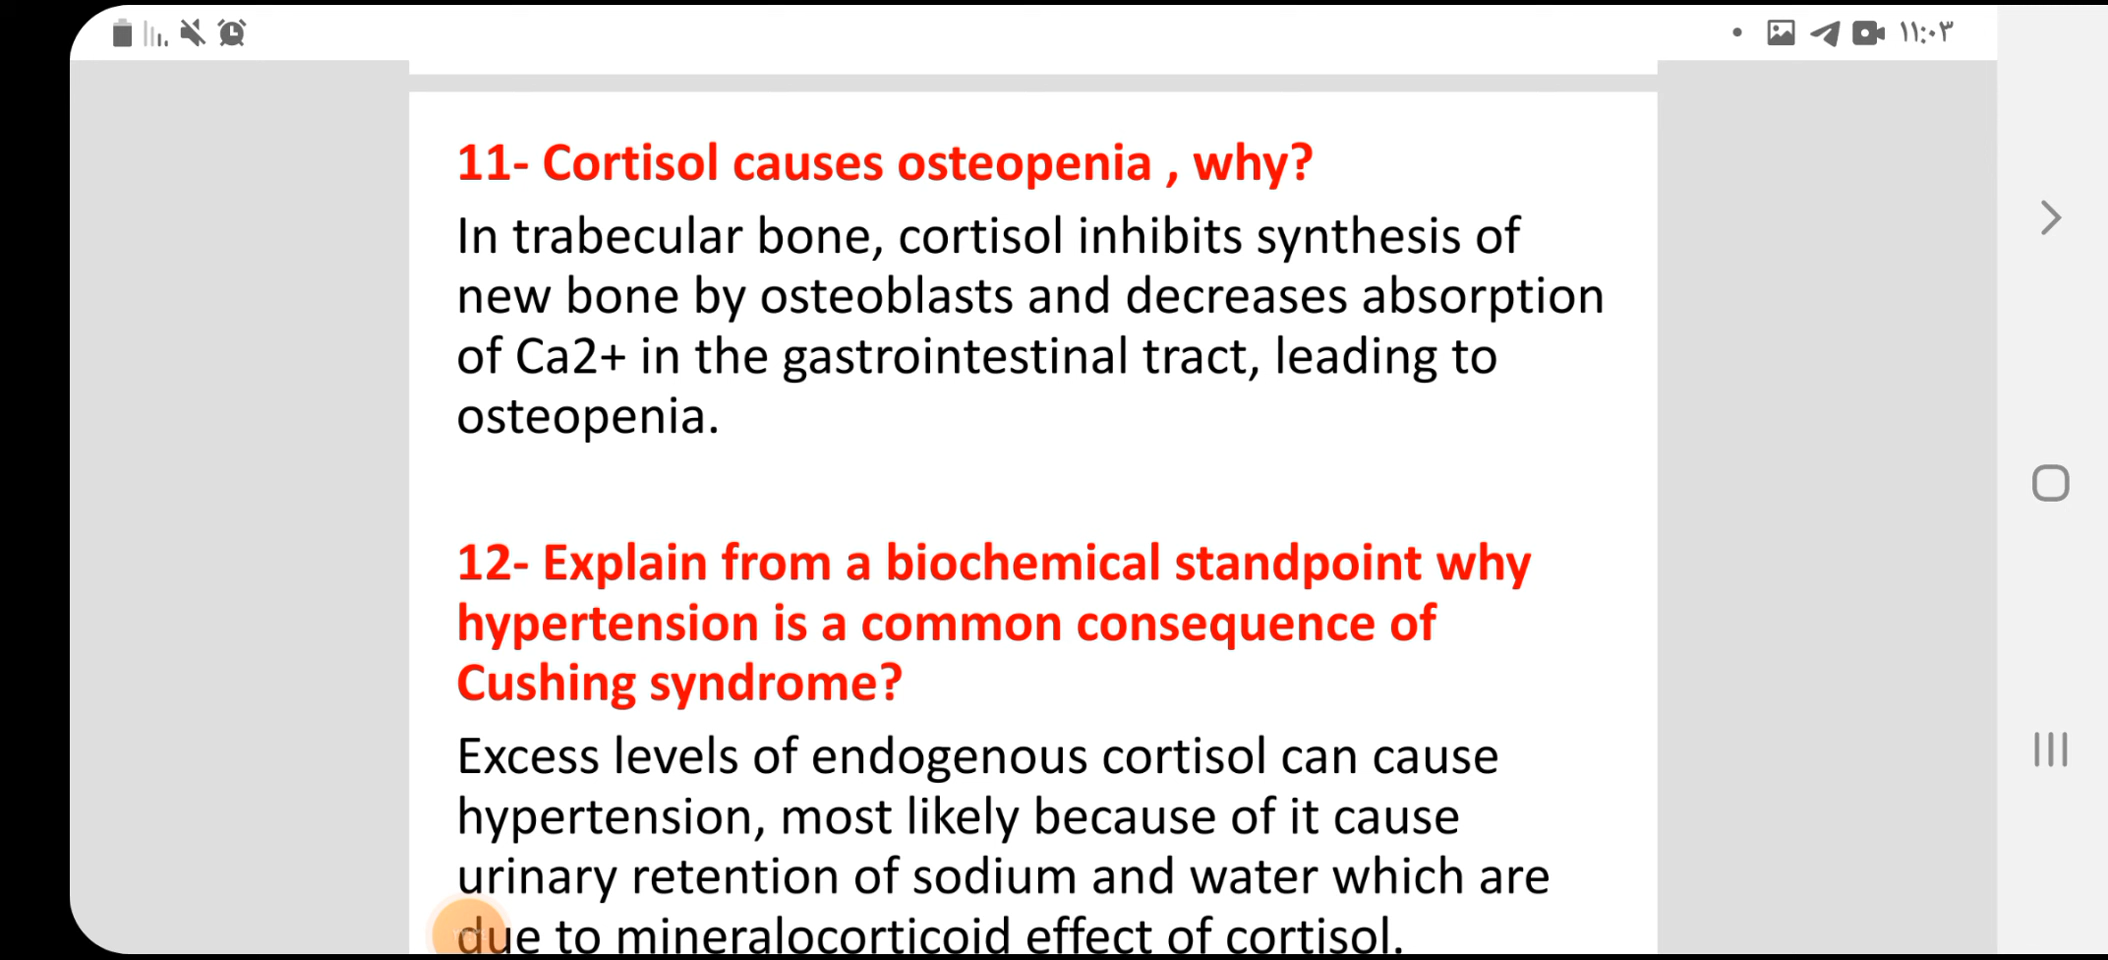 ١١:٠٣
11- Cortisol causes osteopenia , why?
In trabecular bone, cortisol inhibits synthesis of
new bone by osteoblasts and decreases absorption
of Ca2+ in the gastrointestinal tract, leading to
osteopenia.
12- Explain from a biochemical standpoint why
hypertension is a common consequence of
Cushing syndrome?
Excess levels of endogenous cortisol can cause
hypertension, most likely because of it cause
urinary retention of sodium and water which are
due to mineralocorticoid effect of cortisol.